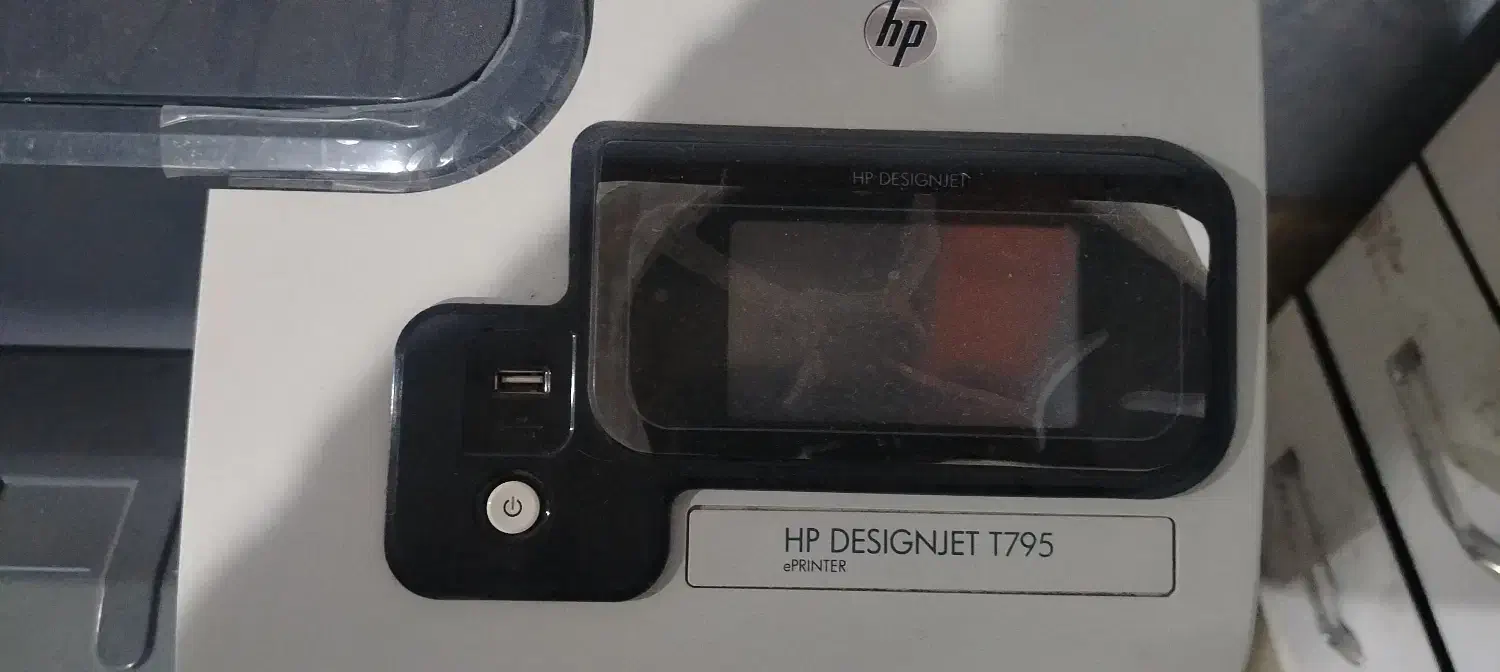 hp
HP DESIGNJET
HP DESIGNJET T795
ePRINTER